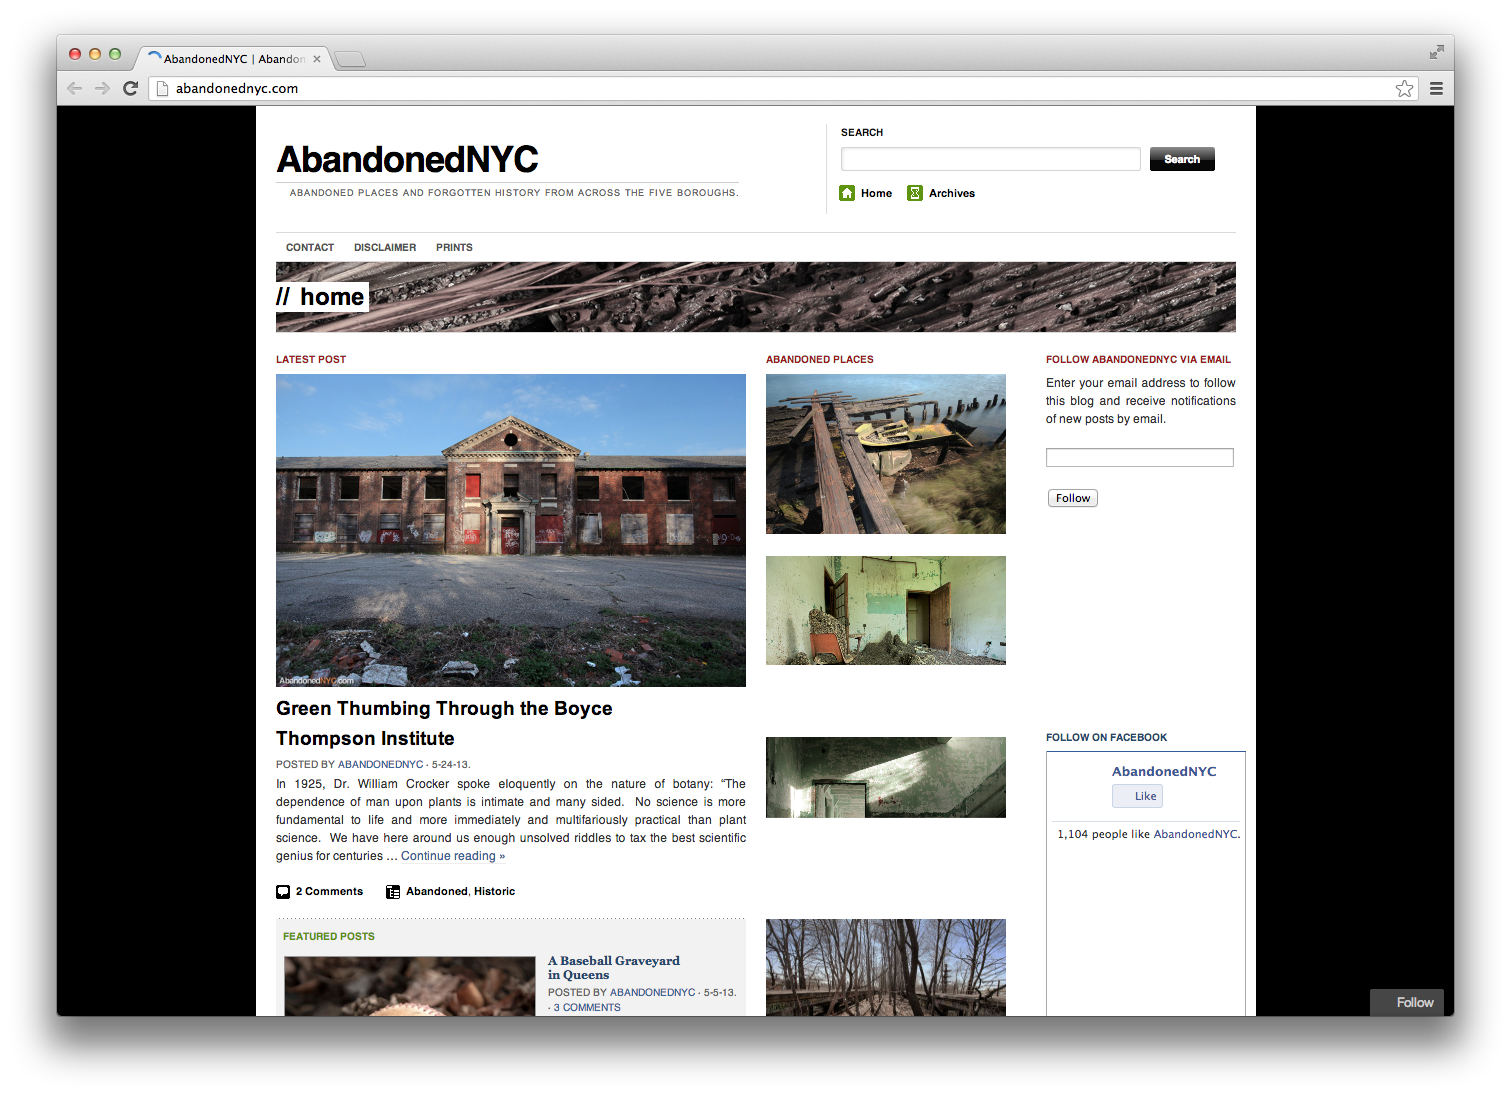 AbandonedNYC | Abandon
abandonednyc.com
AbandonedNYC
ABANDONED PLACES AND FORGOTTEN HISTORY FROM ACROSS THE FIVE BOROUGHS.
SEARCH
Search
Home
Archives
CONTACT
DISCLAIMER
PRINTS
// home
LATEST POST
AbandonedNYC.com
Green Thumbing Through the Boyce
Thompson Institute
POSTED BY ABANDONEDNYC · 5-24-13.
In 1925, Dr. William Crocker spoke eloquently on the nature of botany: “The
dependence of man upon plants is intimate and many sided. No science is more
fundamental to life and more immediately and multifariously practical than plant
science. We have here around us enough unsolved riddles to tax the best scientific
genius for centuries … Continue reading »
2 Comments
Abandoned, Historic
FEATURED POSTS
A Baseball Graveyard
in Queens
POSTED BY ABANDONEDNYC · 5-5-13.
· 3 COMMENTS
ABANDONED PLACES
FOLLOW ABANDONEDNYC VIA EMAIL
Enter your email address to follow
this blog and receive notifications
of new posts by email.
Follow
FOLLOW ON FACEBOOK
AbandonedNYC
Like
1,104 people like AbandonedNYC.
Follow